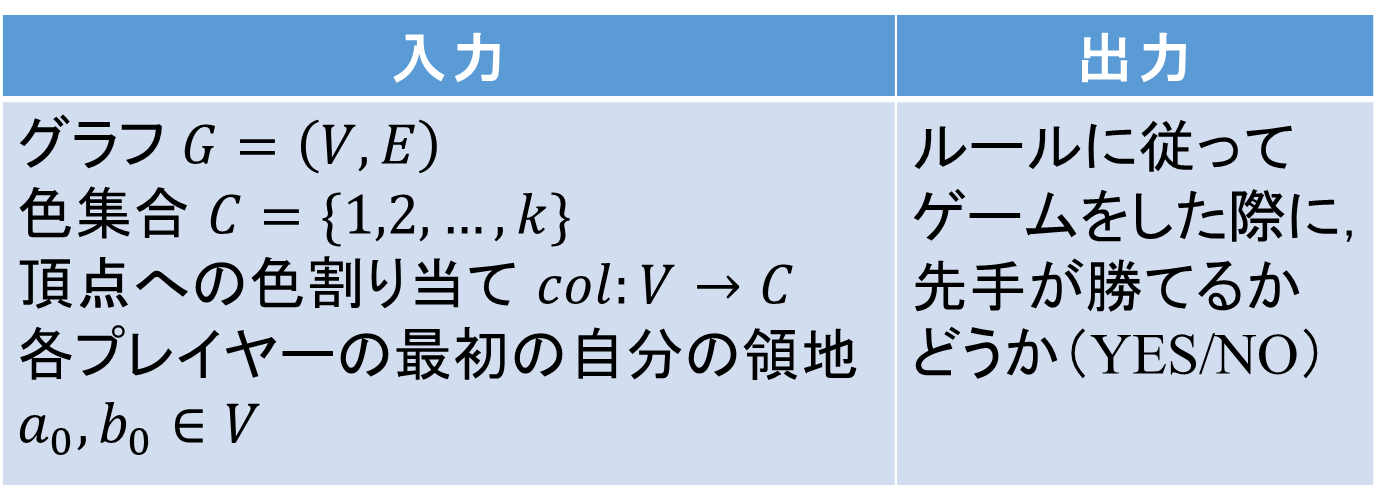 入力
出力
グラフ G = (V, E)
色集合 C = {1,2, …, k}
頂点への色割り当て col: V → C
各プレイヤーの最初の自分の領地
a₀, b₀ ∈ V
ルールに従って
ゲームをした際に,
先手が勝てるか
どうか（YES/NO）